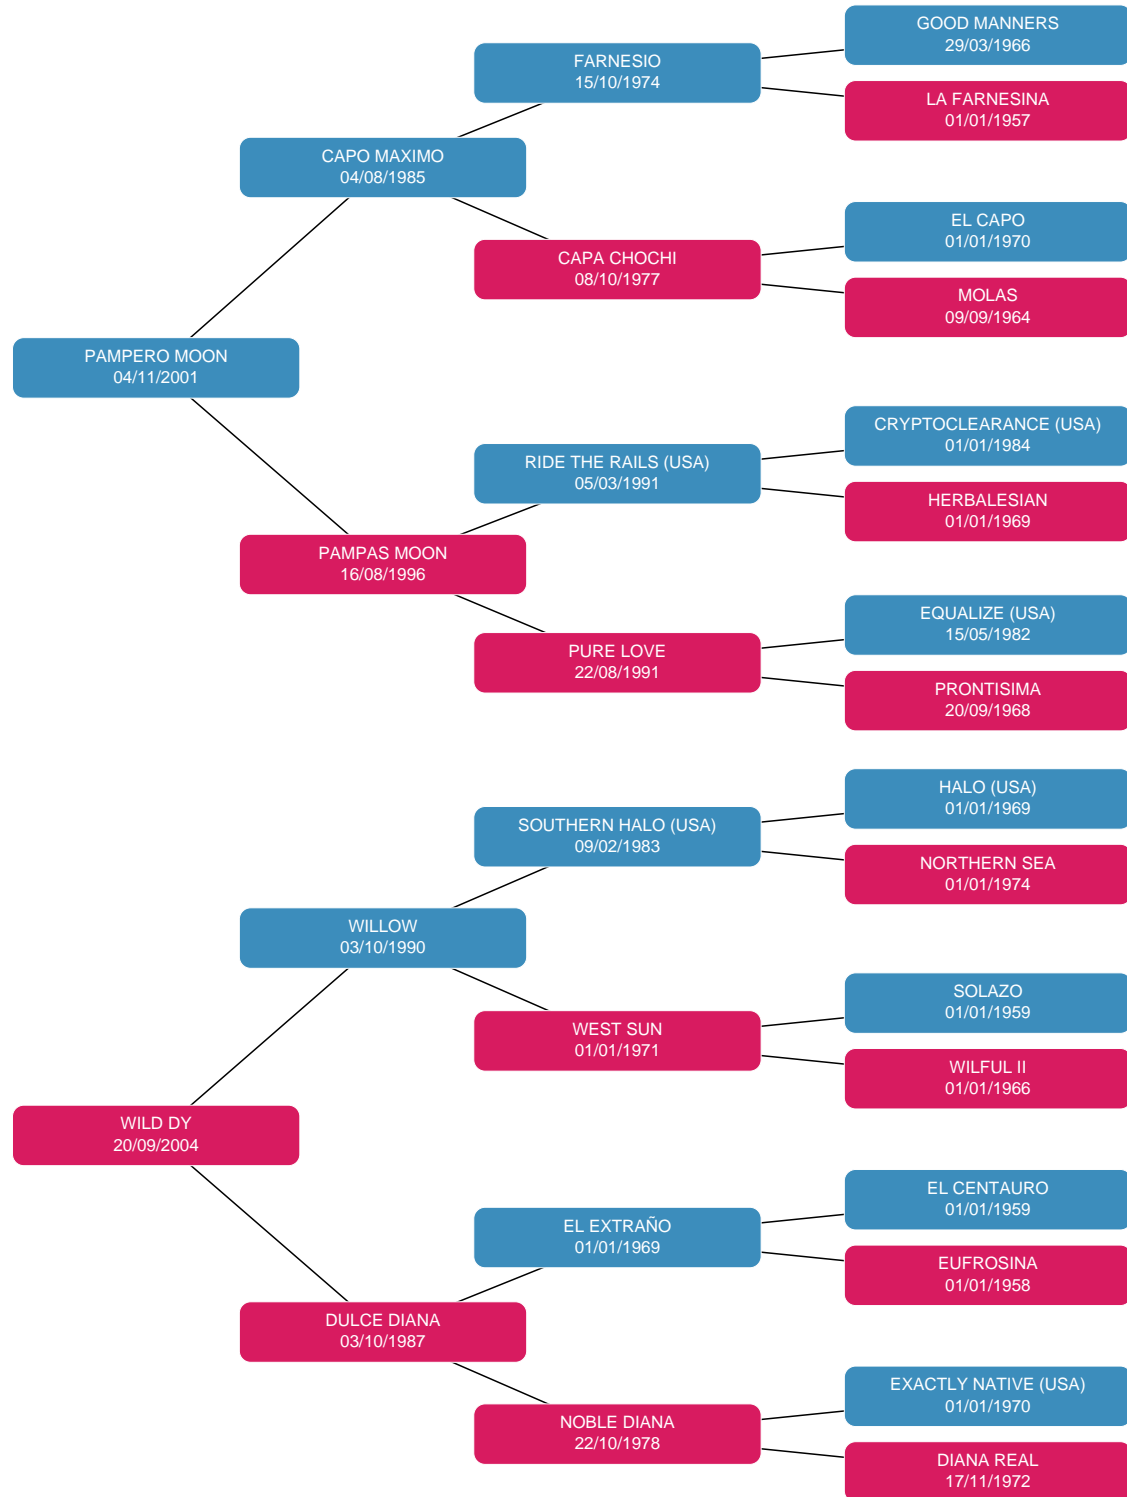 GOOD MANNERS
29/03/1966
FARNESIO
15/10/1974
LA FARNESINA
01/01/1957
CAPO MAXIMO
04/08/1985
EL CAPO
01/01/1970
CAPA CHOCHI
08/10/1977
MOLAS
09/09/1964
PAMPERO MOON
04/11/2001
CRYPTOCLEARANCE (USA)
01/01/1984
RIDE THE RAILS (USA)
05/03/1991
HERBALESIAN
01/01/1969
PAMPAS MOON
16/08/1996
EQUALIZE (USA)
15/05/1982
PURE LOVE
22/08/1991
PRONTISIMA
20/09/1968
HALO (USA)
01/01/1969
SOUTHERN HALO (USA)
09/02/1983
NORTHERN SEA
01/01/1974
WILLOW
03/10/1990
SOLAZO
01/01/1959
WEST SUN
01/01/1971
WILFUL II
01/01/1966
WILD DY
20/09/2004
EL CENTAURO
01/01/1959
EL EXTRAÑO
01/01/1969
EUFROSINA
01/01/1958
DULCE DIANA
03/10/1987
EXACTLY NATIVE (USA)
01/01/1970
NOBLE DIANA
22/10/1978
DIANA REAL
17/11/1972